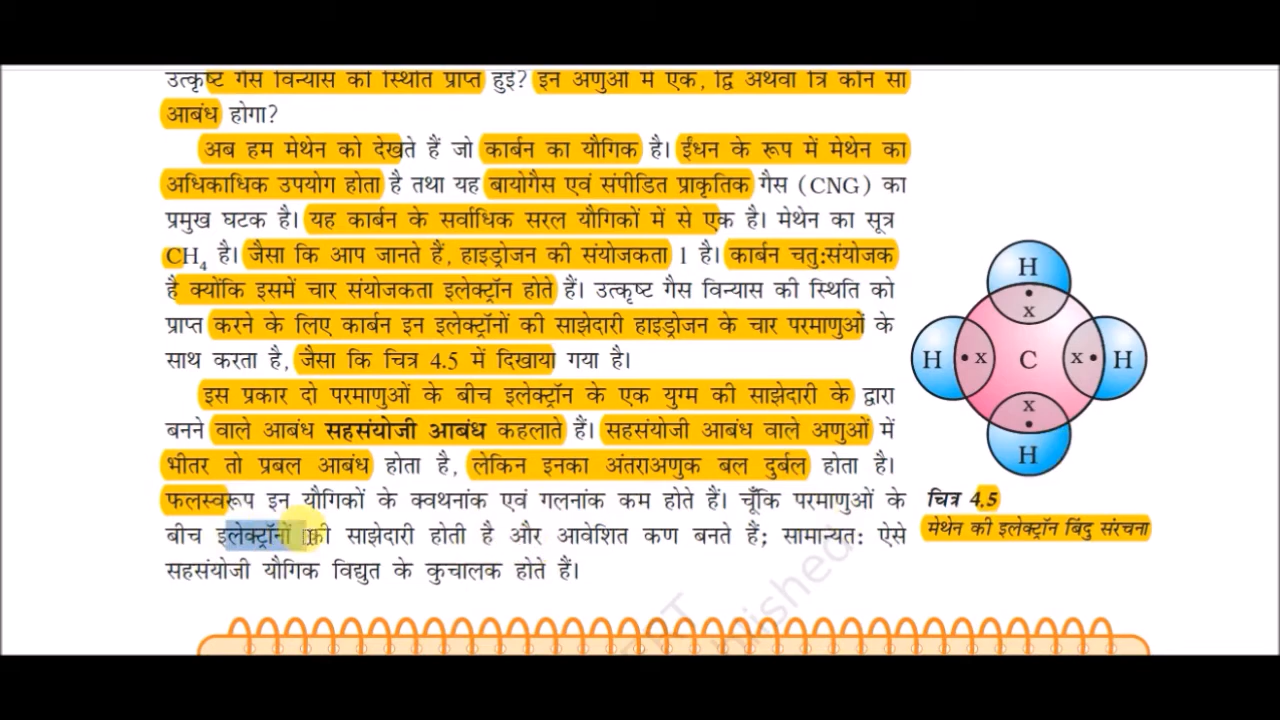 उत्कृष्ट गैस विन्यास की स्थिति प्राप्त हुई? इन अणुओं में एक, द्वि अथवा त्रि कौन सा
आबंध होगा?
अब हम मेथेन को देखते हैं जो कार्बन का यौगिक है। ईंधन के रूप में मेथेन का
अधिकाधिक उपयोग होता है तथा यह बायोगैस एवं संपीडित प्राकृतिक गैस (CNG) का
प्रमुख घटक है। यह कार्बन के सर्वाधिक सरल यौगिकों में से एक है। मेथेन का सूत्र
CH₄ है। जैसा कि आप जानते हैं, हाइड्रोजन की संयोजकता 1 है। कार्बन चतुःसंयोजक
है क्योंकि इसमें चार संयोजकता इलेक्ट्रॉन होते हैं। उत्कृष्ट गैस विन्यास की स्थिति को
प्राप्त करने के लिए कार्बन इन इलेक्ट्रॉनों की साझेदारी हाइड्रोजन के चार परमाणुओं के
साथ करता है, जैसा कि चित्र 4.5 में दिखाया गया है।
इस प्रकार दो परमाणुओं के बीच इलेक्ट्रॉन के एक युग्म की साझेदारी के द्वारा
बनने वाले आबंध सहसंयोजी आबंध कहलाते हैं। सहसंयोजी आबंध वाले अणुओं में
भीतर तो प्रबल आबंध होता है, लेकिन इनका अंतराअणुक बल दुर्बल होता है।
फलस्वरूप इन यौगिकों के क्वथनांक एवं गलनांक कम होते हैं। चूँकि परमाणुओं के
बीच इलेक्ट्रॉनों की साझेदारी होती है और आवेशित कण बनते हैं; सामान्यतः ऐसे
सहसंयोजी यौगिक विद्युत के कुचालक होते हैं।
H
x
H x C x H
x
H
चित्र 4.5
मेथेन की इलेक्ट्रॉन बिंदु संरचना